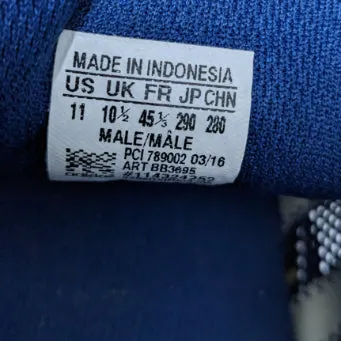 MADE IN INDONESIA
US UK FR JP CHN
11 10½ 45⅓ 290 280
MALE/MÂLE
PCI 789002 03/16
ART BB3695